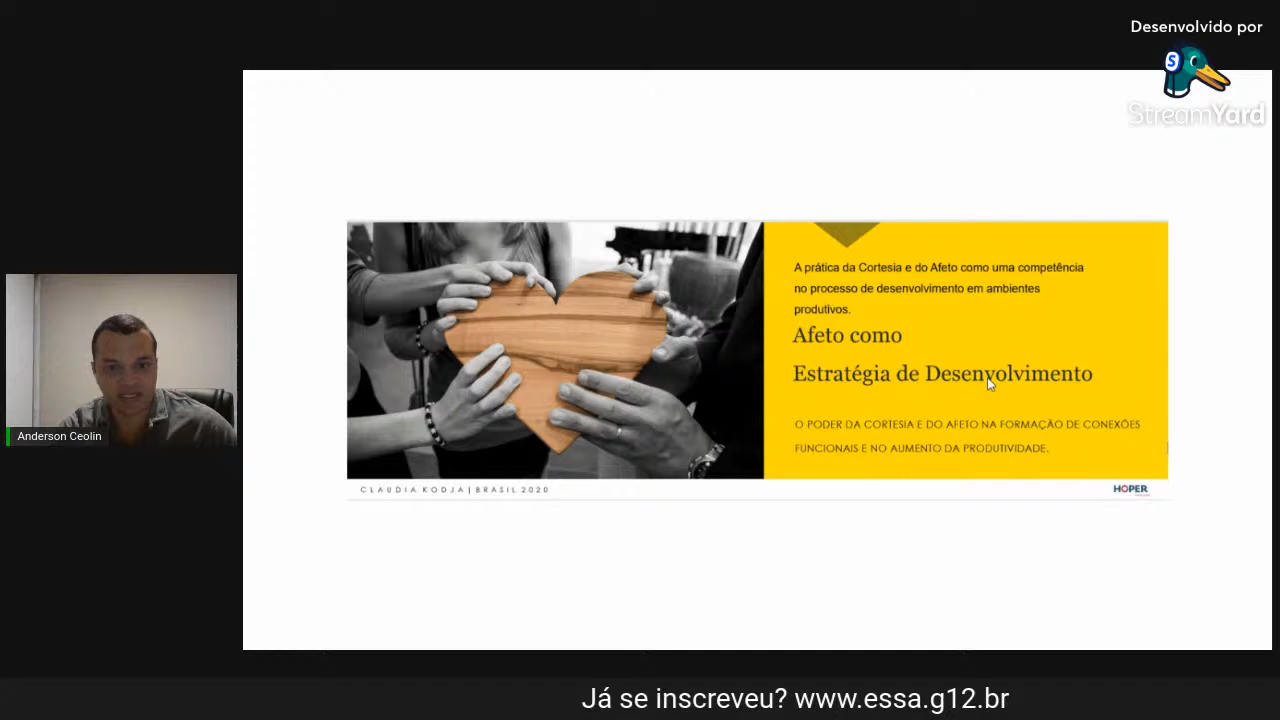 Desenvolvido por
StreamYard
A prática da Cortesia e do Afeto como uma competência
no processo de desenvolvimento em ambientes
produtivos.
Afeto como
Estratégia de Desenvolvimento
O PODER DA CORTESIA E DO AFETO NA FORMAÇÃO DE CONEXÕES
FUNCIONAIS E NO AUMENTO DA PRODUTIVIDADE.
CLAUDIA KODJA | BRASIL 2020
HOPER
Anderson Ceolin
Já se inscreveu? www.essa.g12.br